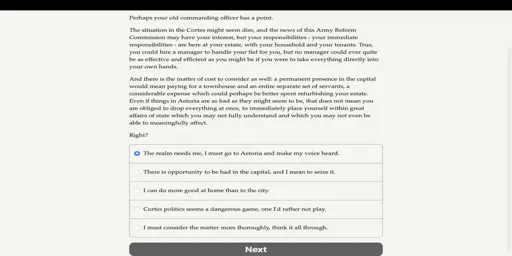 Perhaps your old commanding officer has a point.
The situation in the Cortes might seem dire, and the news of this Army Reform
Commission may have your interest, but your responsibilities - your immediate
responsibilities - are here at your estate, with your household and your tenants. True,
you could hire a manager to handle your fief for you, but no manager could ever quite
be as effective and efficient as you might be if you were to take everything directly into
your own hands.
And there is the matter of cost to consider as well: a permanent presence in the capital
would mean paying for a townhouse and an entire separate set of servants, a
considerable expense which could perhaps be better spent refurbishing your estate.
Even if things in Aetoria are as bad as they might seem to be, that does not mean you
are obliged to drop everything at once, to immediately place yourself within great
affairs of state which you may not fully understand and which you may not even be
able to meaningfully affect.
Right?
The realm needs me, I must go to Aetoria and make my voice heard.
There is opportunity to be had in the capital, and I mean to seize it.
I can do more good at home than in the city.
Cortes politics seem a dangerous game, one I'd rather not play.
I must consider the matter more thoroughly, think it all through.
Next